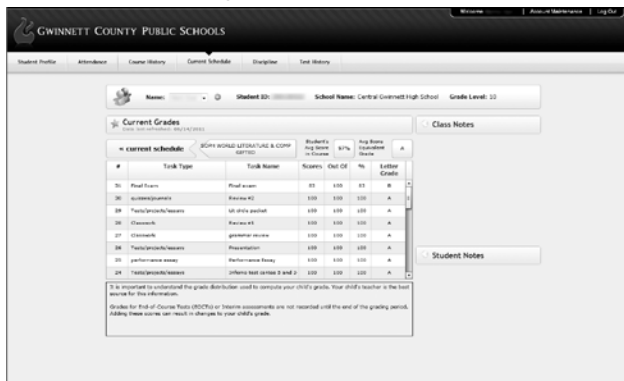 Welcome
Account Maintenance | Log Out
GWINNETT COUNTY PUBLIC SCHOOLS
Student Profile Attendance Course History Current Schedule Discipline Test History
Name: Student ID: School Name: Central Gwinnett High School Grade Level: 10
Current Grades
Class Notes
« current schedule
SOPH WORLD LITERATURE & COMP
GIFTED
Student's Avg Score in Course
97%
Avg Score Equivalent Grade
A
# Task Type Task Name Scores Out Of % Letter Grade
31 Final Exam Final exam 83 100 83 B
30 quizzes/journals Review #2 100 100 100 A
29 Tests/projects/essays Lit circle packet 100 100 100 A
28 Classwork Review #1 100 100 100 A
27 Classwork grammar review 100 100 100 A
26 Tests/projects/essays Presentation 100 100 100 A
25 performance essay Performance Essay 100 100 100 A
24 Tests/projects/essays Inferno test cantos 100 100 100 A
Student Notes
It is important to understand the grade distribution used to compute your child's grade. Your child's teacher is the best
source for this information.
Grades for End-of-Course Tests (EOCTs) or Interim assessments are not recorded until the end of the grading period.
Adding these scores can result in changes to your child's grade.